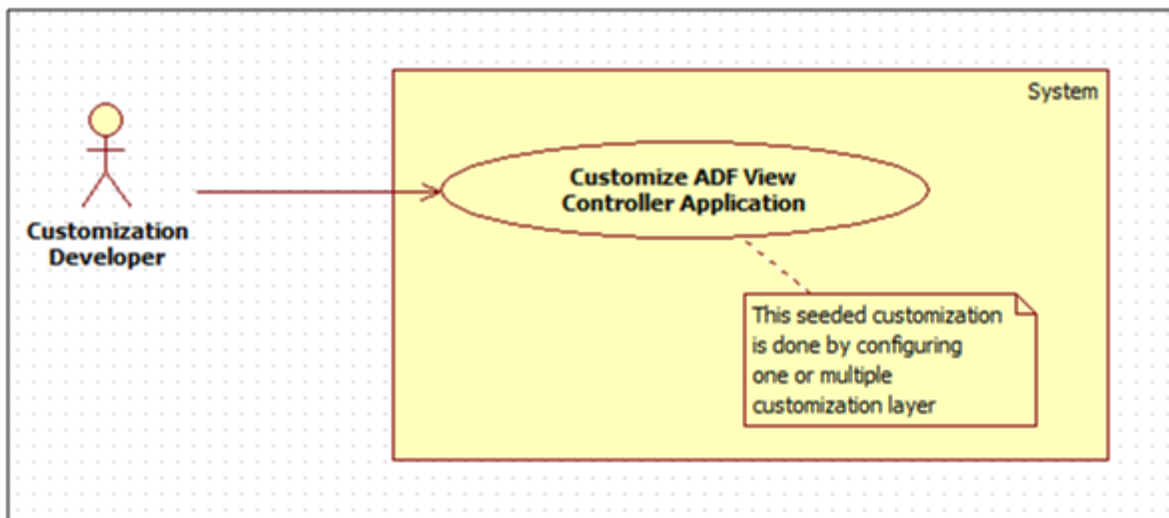 System
Customize ADF View
Controller Application
Customization
Developer
This seeded customization
is done by configuring
one or multiple
customization layer